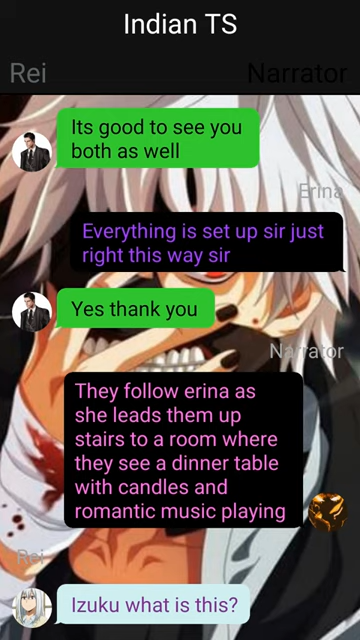 Indian TS
Rei
Narrator
Its good to see you
both as well
Erina
Everything is set up sir just
right this way sir
Yes thank you
Narrator
They follow erina as
she leads them up
stairs to a room where
they see a dinner table
with candles and
romantic music playing
Rei
Izuku what is this?